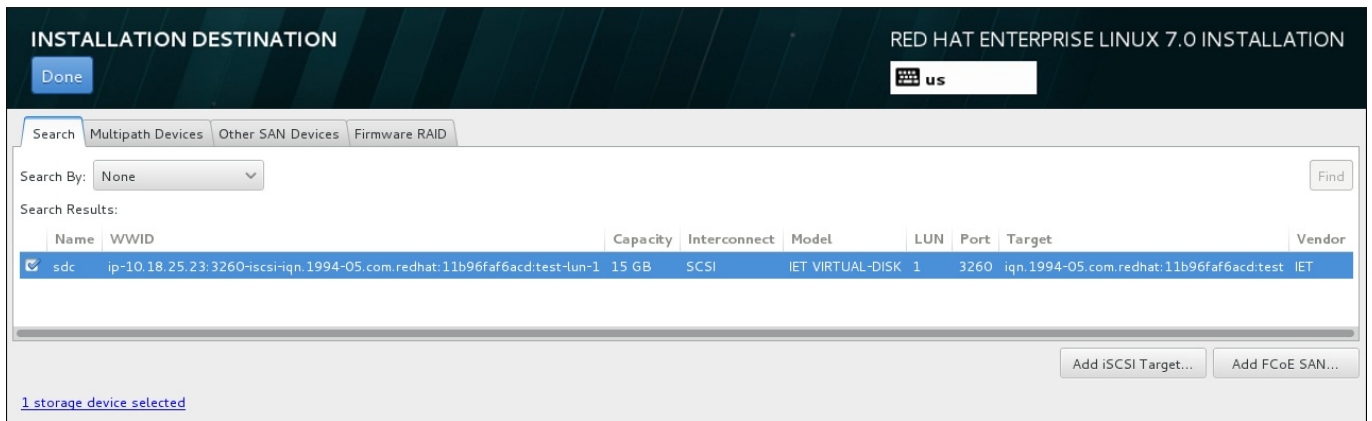 INSTALLATION DESTINATION
RED HAT ENTERPRISE LINUX 7.0 INSTALLATION
Done
us
Search Multipath Devices Other SAN Devices Firmware RAID
Search By: None Find
Search Results:
Name WWID Capacity Interconnect Model LUN Port Target Vendor
sdc ip-10.18.25.23:3260-iscsi-iqn.1994-05.com.redhat:11b96faf6acd:test-lun-1 15 GB SCSI IET VIRTUAL-DISK 1 3260 iqn.1994-05.com.redhat:11b96faf6acd:test IET
Add iSCSI Target... Add FCoE SAN...
1 storage device selected